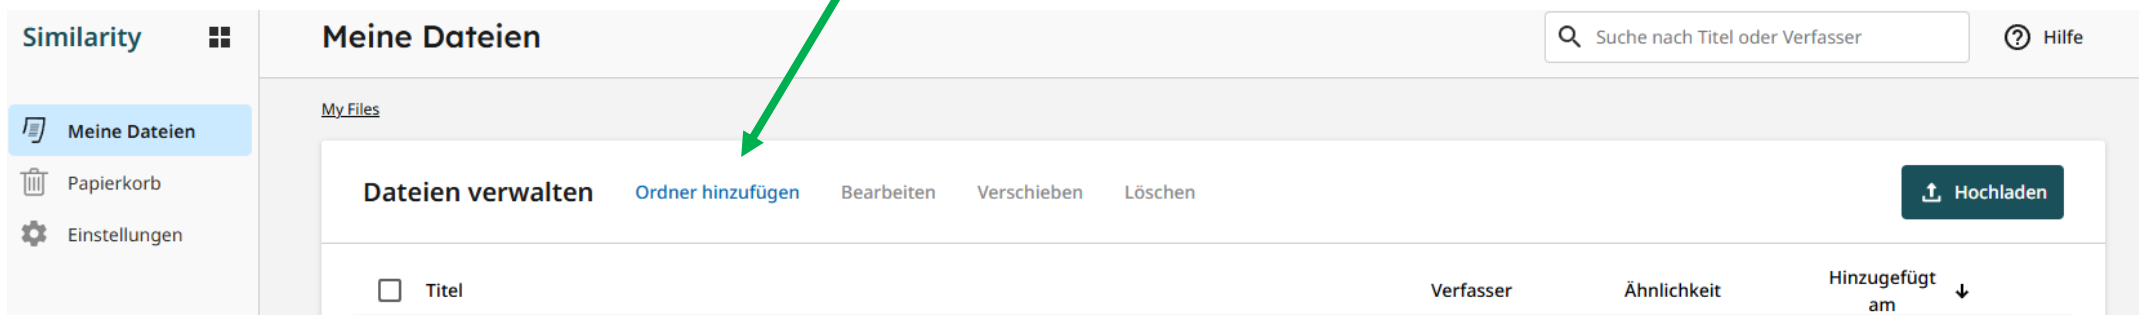 Similarity
Meine Dateien
Suche nach Titel oder Verfasser
Hilfe
Meine Dateien
Papierkorb
Einstellungen
My Files
Dateien verwalten
Ordner hinzufügen
Bearbeiten
Verschieben
Löschen
Hochladen
Titel
Verfasser
Ähnlichkeit
Hinzugefügt
am